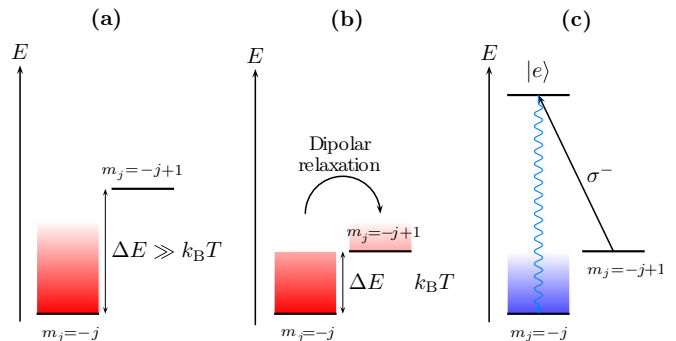 (a)
E
m_j=−j+1
ΔE ≫ k_BT
m_j=−j
(b)
E
Dipolar
relaxation
m_j=−j+1
ΔE k_BT
m_j=−j
(c)
E
|e⟩
σ⁻
m_j=−j+1
m_j=−j